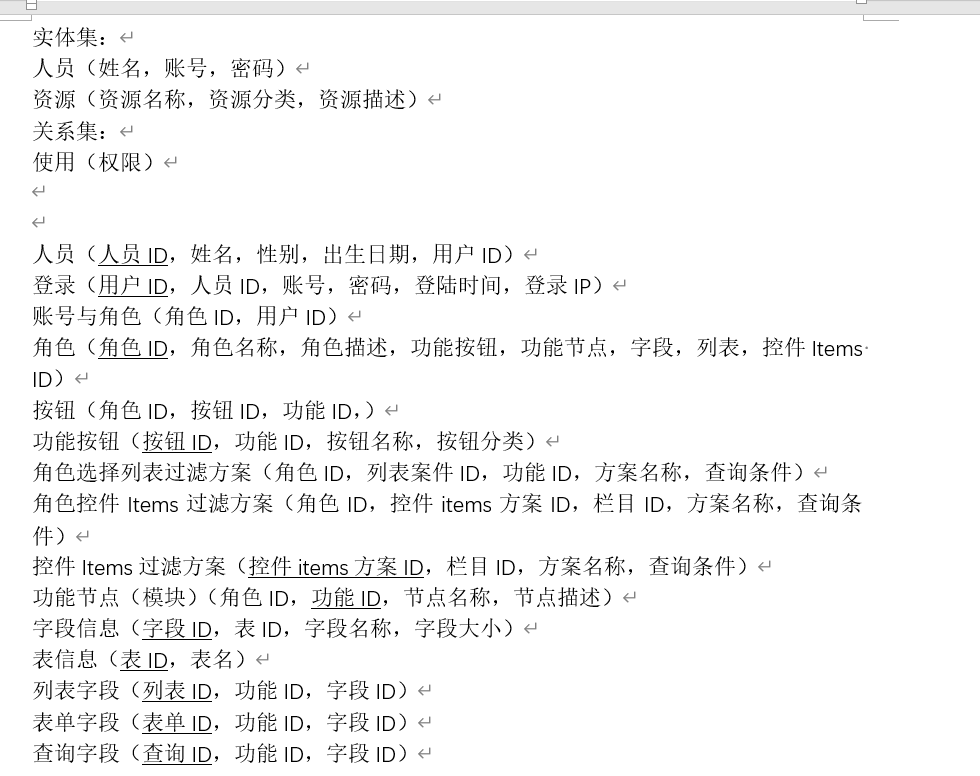 实体集：
人员（姓名，账号，密码）
资源（资源名称，资源分类，资源描述）
关系集：
使用（权限）
人员（人员 ID，姓名，性别，出生日期，用户 ID）
登录（用户 ID，人员 ID，账号，密码，登陆时间，登录 IP）
账号与角色（角色 ID，用户 ID）
角色（角色 ID，角色名称，角色描述，功能按钮，功能节点，字段，列表，控件 Items
ID）
按钮（角色 ID，按钮 ID，功能 ID，）
功能按钮（按钮 ID，功能 ID，按钮名称，按钮分类）
角色选择列表过滤方案（角色 ID，列表案件 ID，功能 ID，方案名称，查询条件）
角色控件 Items 过滤方案（角色 ID，控件 items 方案 ID，栏目 ID，方案名称，查询条
件）
控件 Items 过滤方案（控件 items 方案 ID，栏目 ID，方案名称，查询条件）
功能节点（模块）（角色 ID，功能 ID，节点名称，节点描述）
字段信息（字段 ID，表 ID，字段名称，字段大小）
表信息（表 ID，表名）
列表字段（列表 ID，功能 ID，字段 ID）
表单字段（表单 ID，功能 ID，字段 ID）
查询字段（查询 ID，功能 ID，字段 ID）